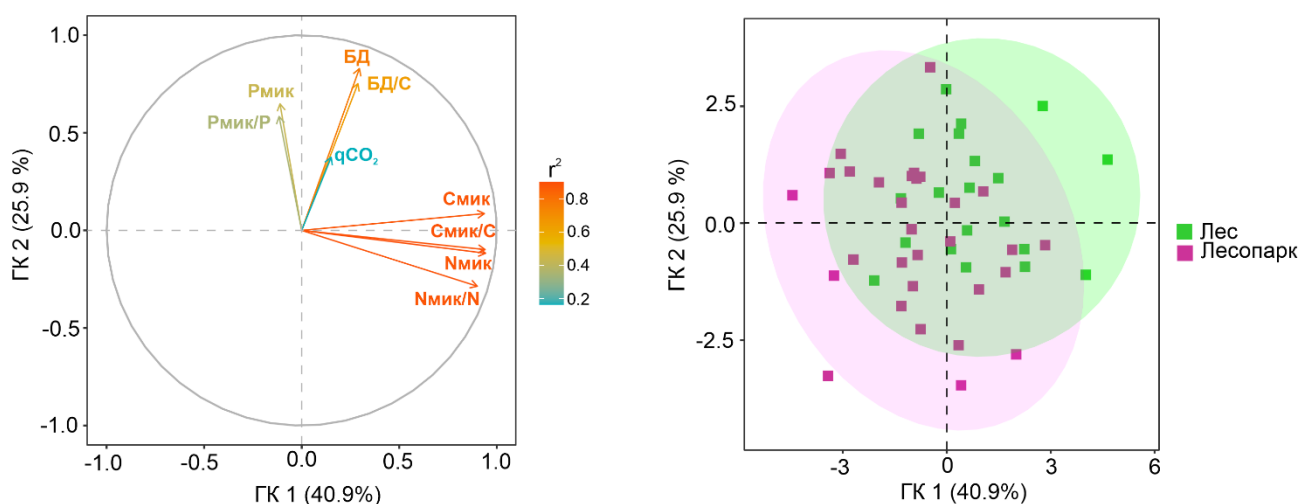 1.0
0.5
0.0
-0.5
-1.0
ГК 2 (25.9 %)
БД
БД/С
Рмик
Рмик/Р
qCO₂
Смик
Смик/С
Nмик
Nмик/N
-1.0 -0.5 0.0 0.5 1.0
ГК 1 (40.9%)
r²
0.8
0.6
0.4
0.2
2.5
0.0
-2.5
ГК 2 (25.9 %)
-3 0 3 6
ГК 1 (40.9%)
Лес
Лесопарк